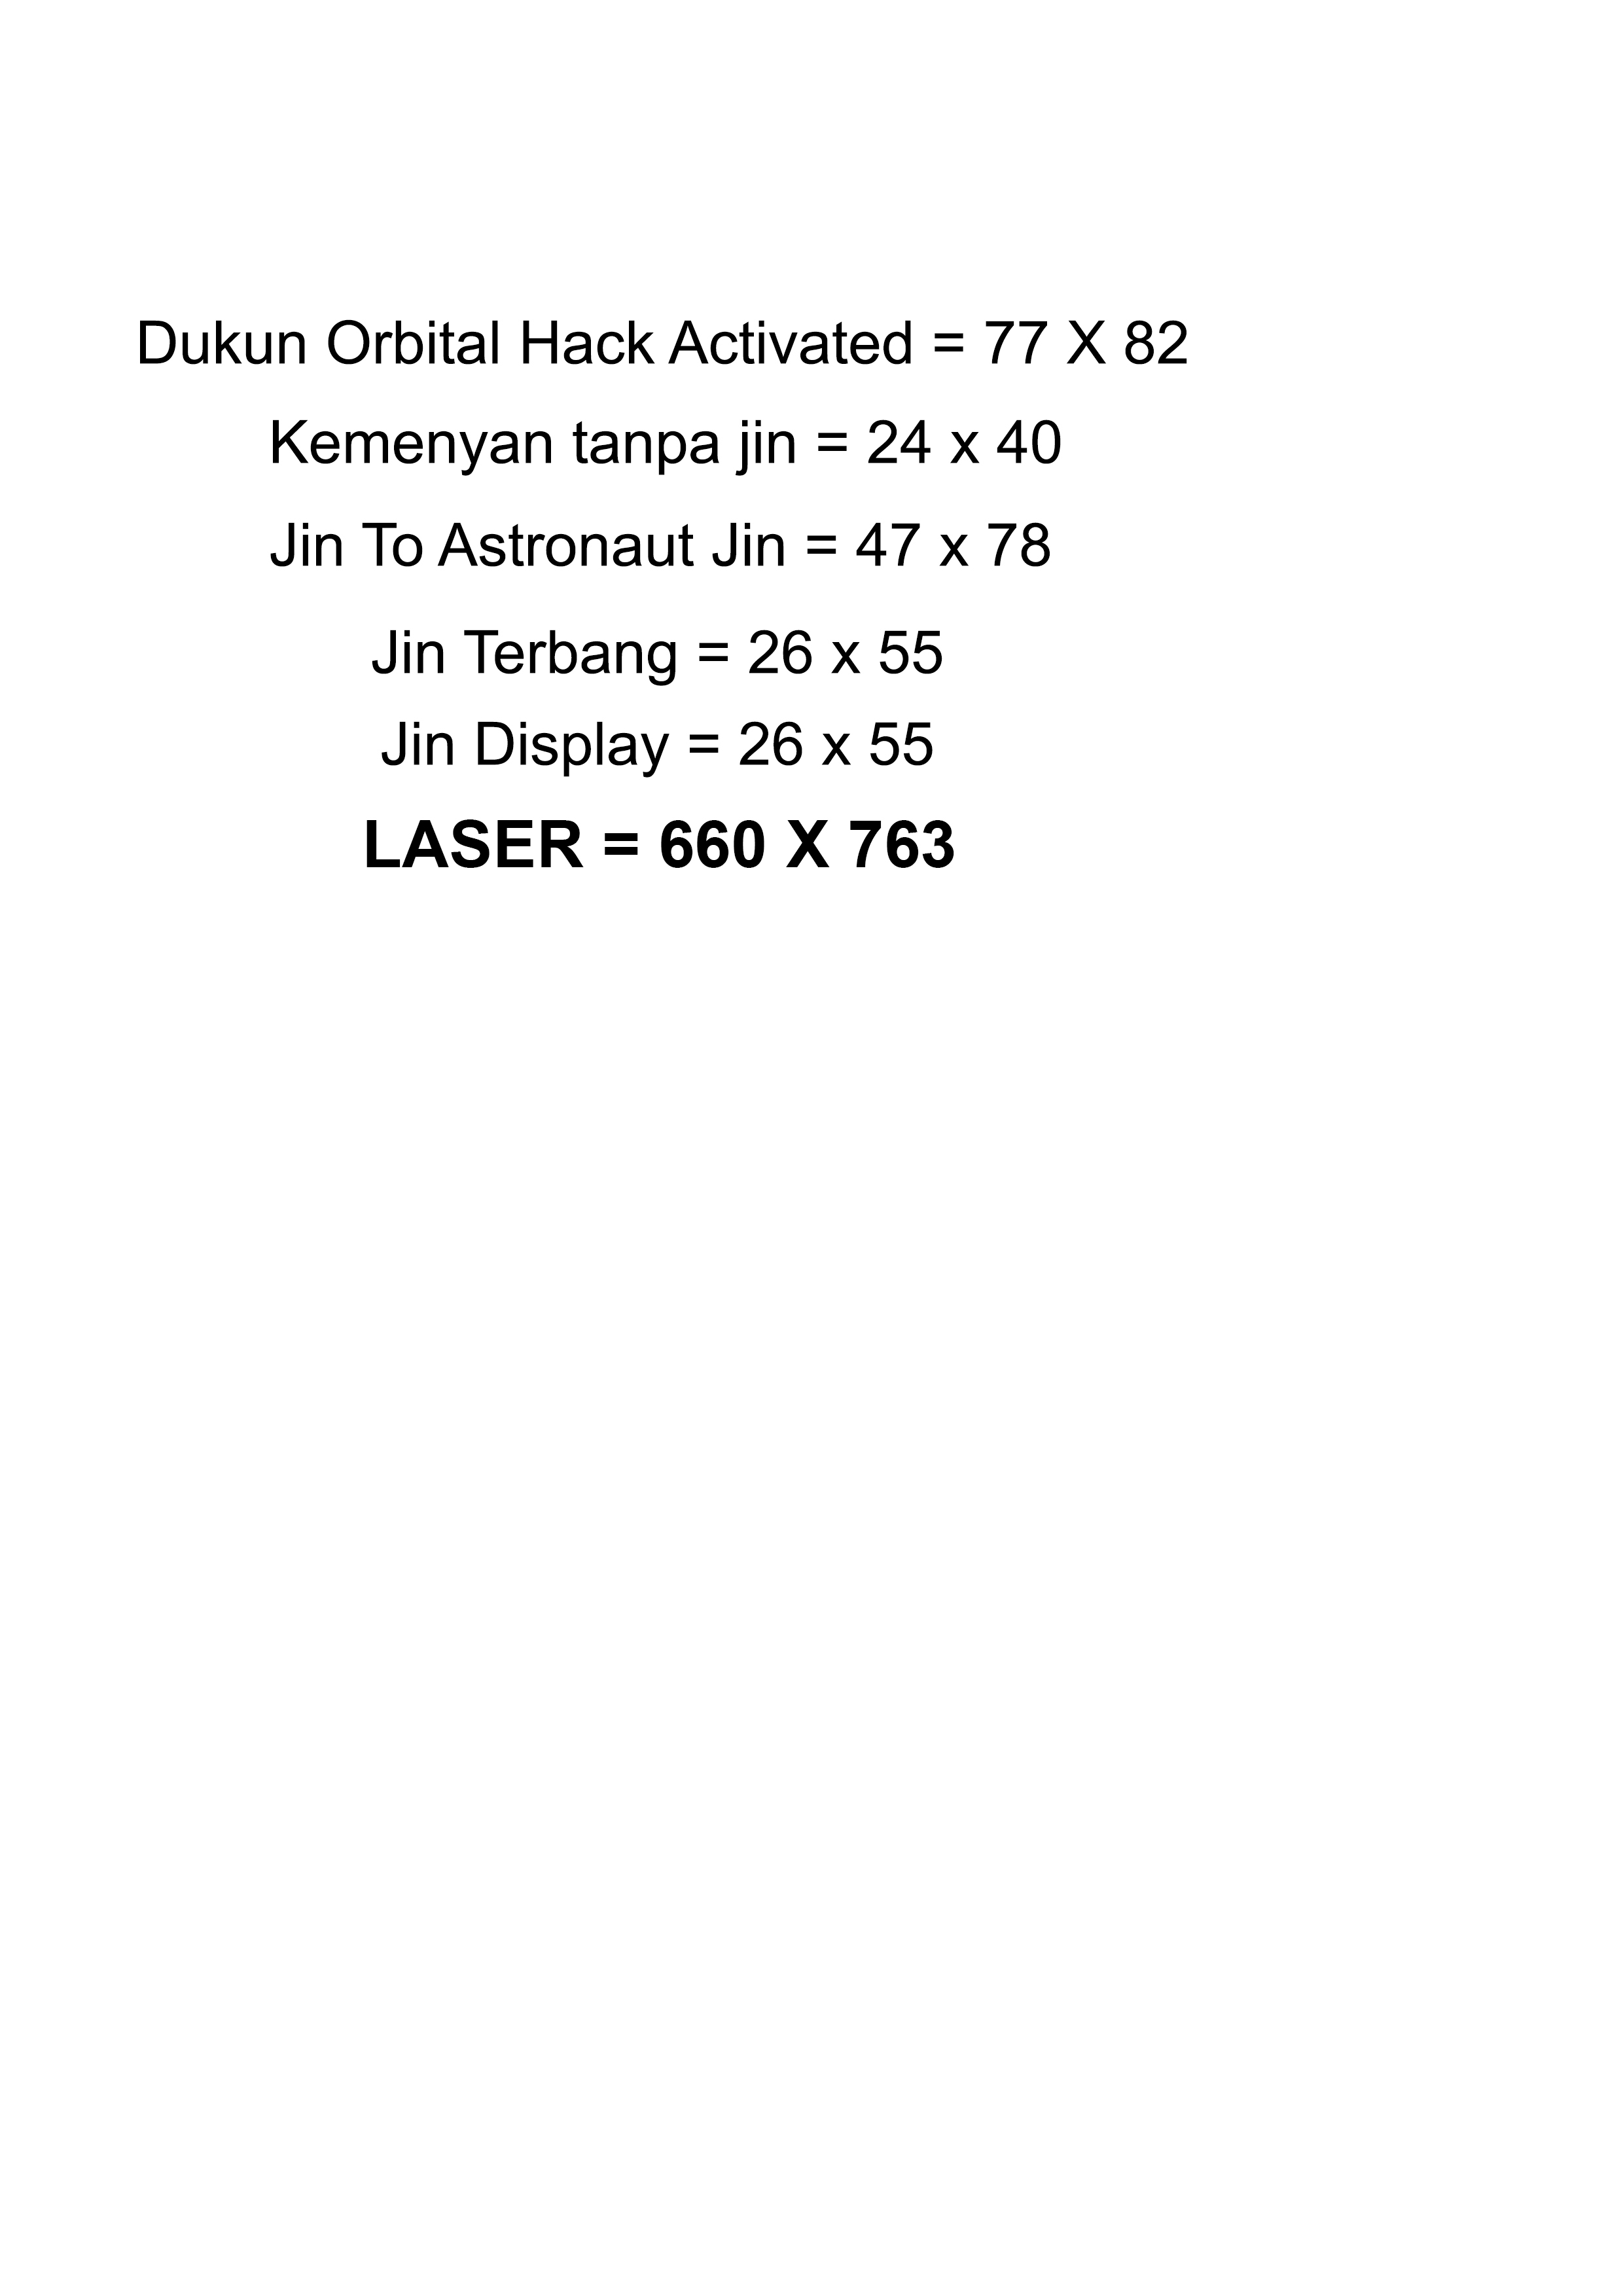 Dukun Orbital Hack Activated = 77 X 82
Kemenyan tanpa jin = 24 x 40
Jin To Astronaut Jin = 47 x 78
Jin Terbang = 26 x 55
Jin Display = 26 x 55
LASER = 660 X 763